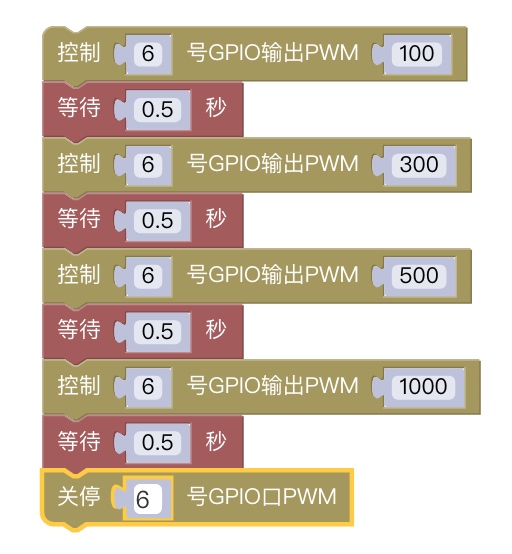 控制 6 号GPIO输出PWM 100
等待 0.5 秒
控制 6 号GPIO输出PWM 300
等待 0.5 秒
控制 6 号GPIO输出PWM 500
等待 0.5 秒
控制 6 号GPIO输出PWM 1000
等待 0.5 秒
关停 6 号GPIO口PWM